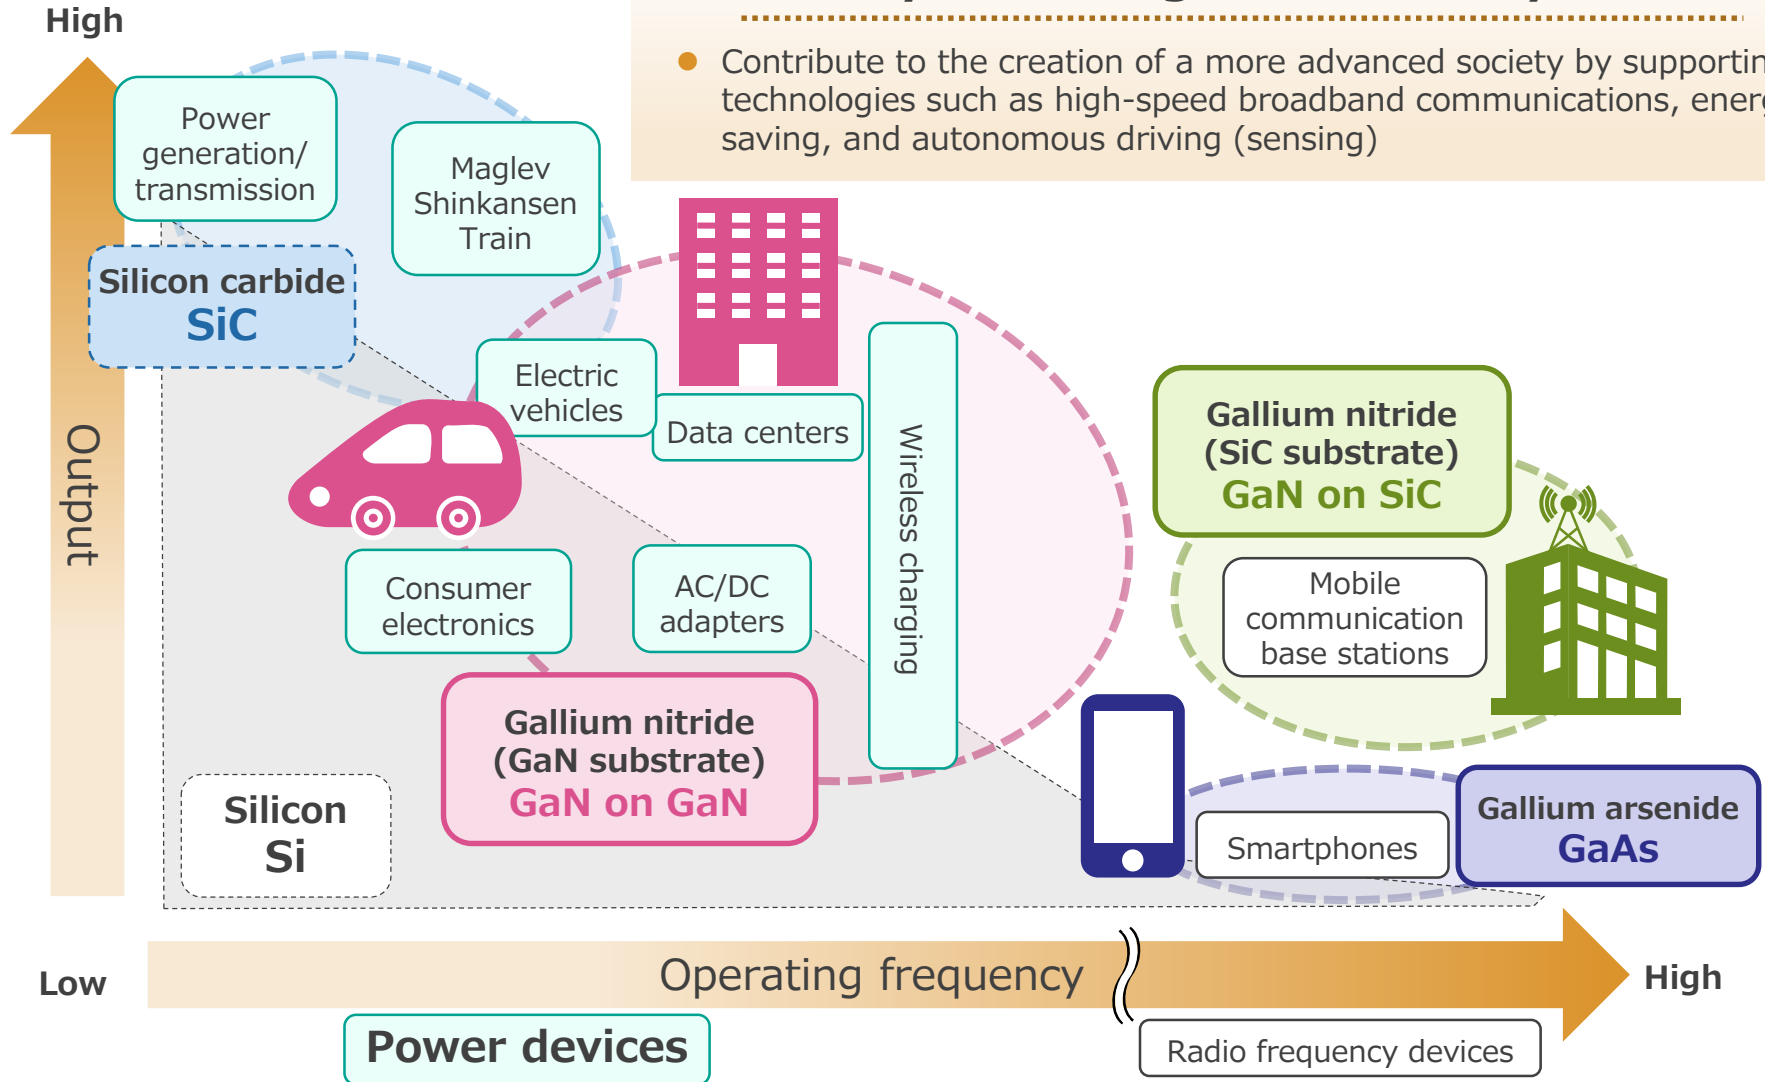 High
Contribute to the creation of a more advanced society by supportin
technologies such as high-speed broadband communications, energ
saving, and autonomous driving (sensing)
Power
generation/
transmission
Maglev
Shinkansen
Train
Silicon carbide
SiC
Electric
vehicles
Data centers
Wireless charging
Gallium nitride
(SiC substrate)
GaN on SiC
Output
Consumer
electronics
AC/DC
adapters
Mobile
communication
base stations
Gallium nitride
(GaN substrate)
GaN on GaN
Silicon
Si
Smartphones
Gallium arsenide
GaAs
Low
Operating frequency
High
Power devices
Radio frequency devices